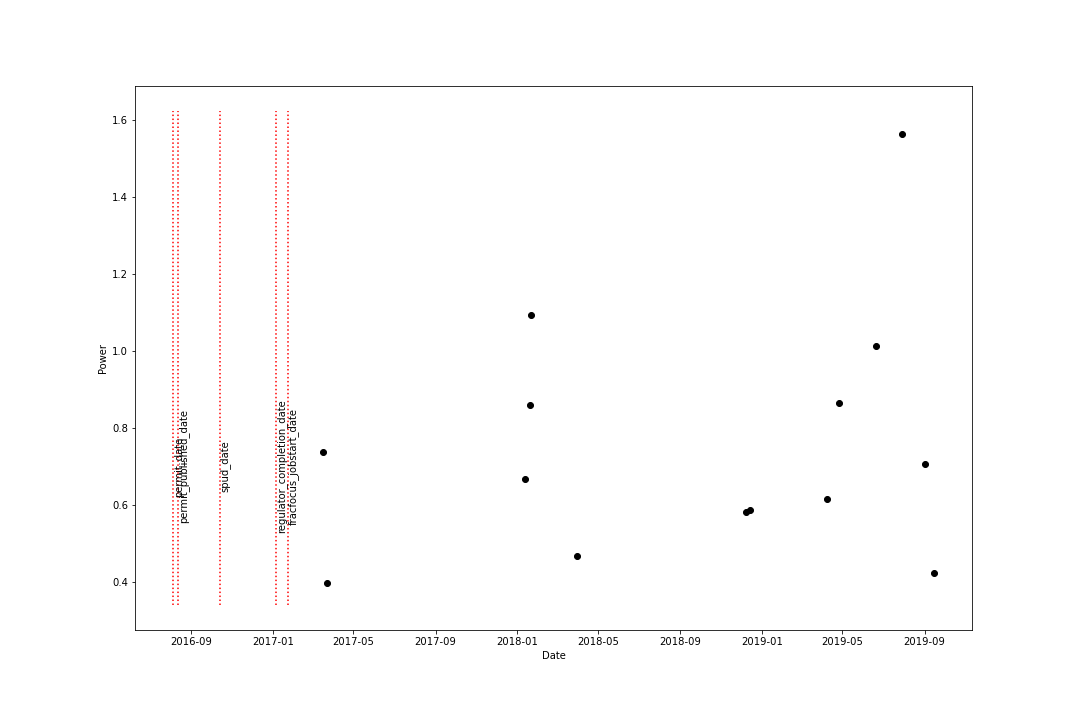 1.6
1.4
1.2
1.0
0.8
0.6
0.4
Power
permit_date
permit_published_date
spud_date
regulator_completion_date
fracfocus_jobstart_date
2016-09
2017-01
2017-05
2017-09
2018-01
2018-05
2018-09
2019-01
2019-05
2019-09
Date